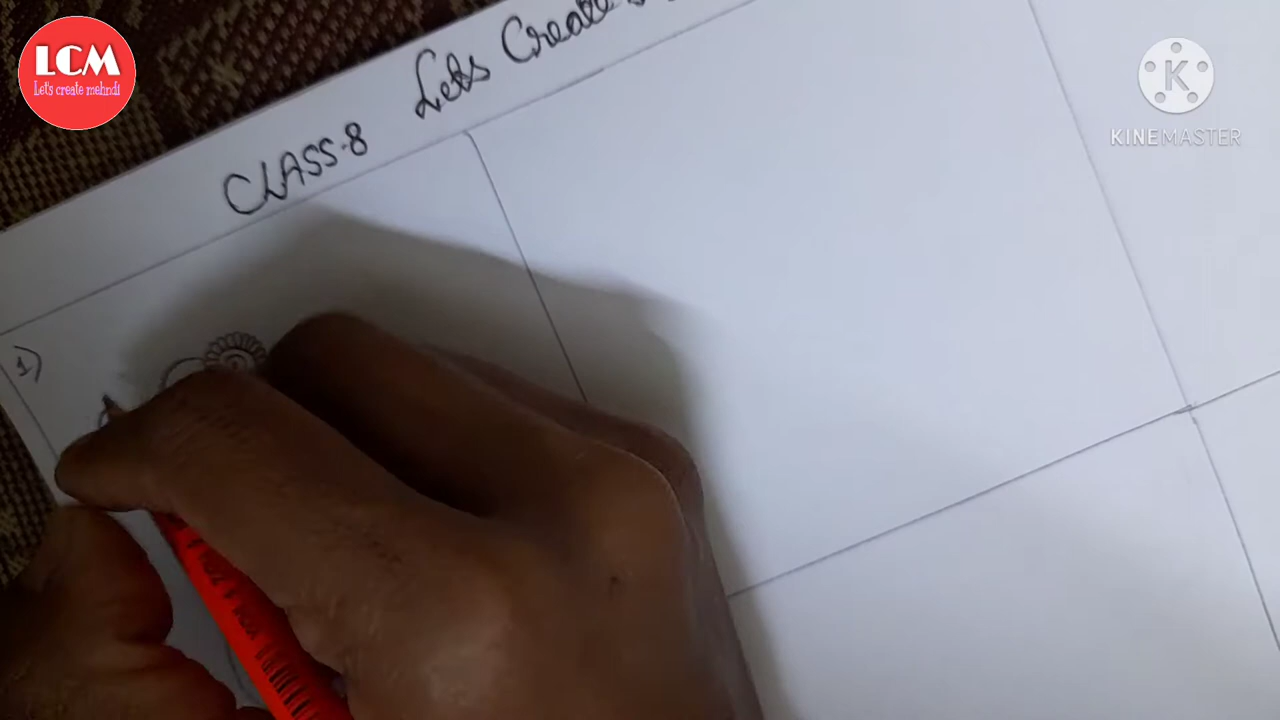 LCM
Let's create mehndi
CLASS-8 Lets Create
KINEMASTER
1)